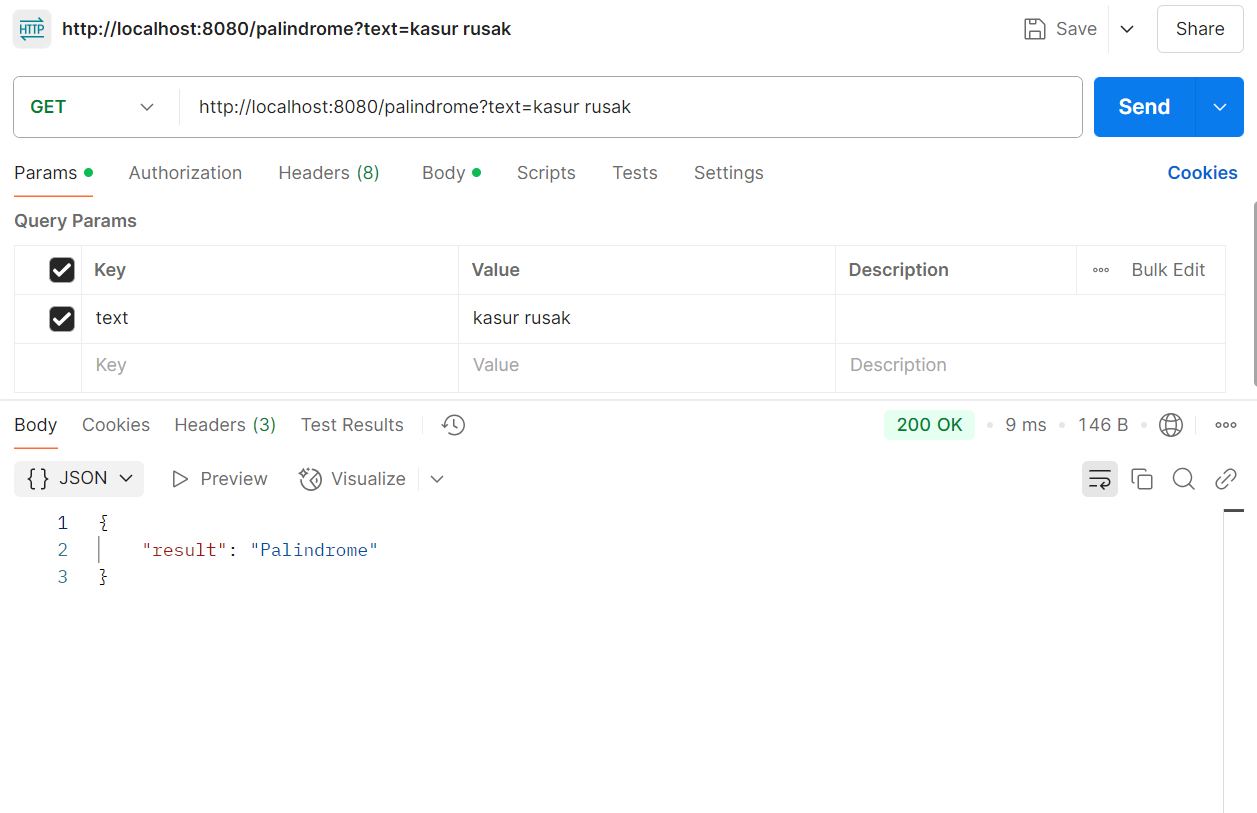 HTTP http://localhost:8080/palindrome?text=kasur rusak Save Share
GET http://localhost:8080/palindrome?text=kasur rusak Send
Params Authorization Headers (8) Body Scripts Tests Settings Cookies
Query Params
Key Value Description Bulk Edit
text kasur rusak
Key Value Description
Body Cookies Headers (3) Test Results 200 OK 9 ms 146 B
{} JSON Preview Visualize
1 {
2 "result": "Palindrome"
3 }